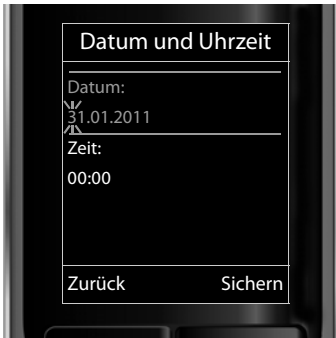 Datum und Uhrzeit
Datum:
31.01.2011
Zeit:
00:00
Zurück Sichern